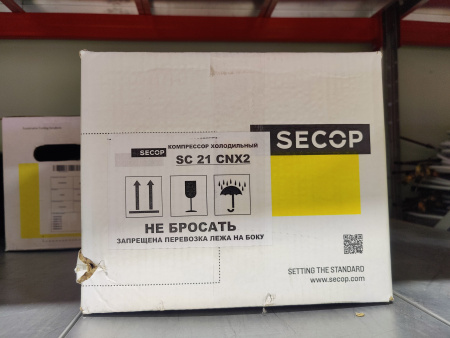 SECOP
SECOP КОМПРЕССОР ХОЛОДИЛЬНЫЙ
SC 21 CNX2
НЕ БРОСАТЬ
ЗАПРЕЩЕНА ПЕРЕВОЗКА ЛЕЖА НА БОКУ
SETTING THE STANDARD
www.secop.com